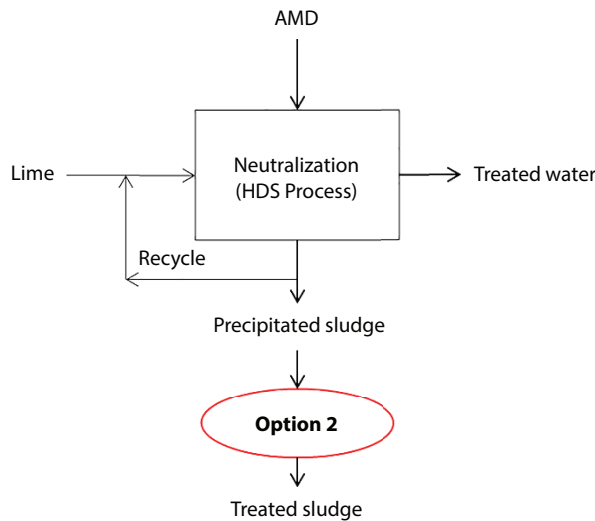 AMD
Neutralization
(HDS Process)
Lime
Treated water
Recycle
Precipitated sludge
Option 2
Treated sludge